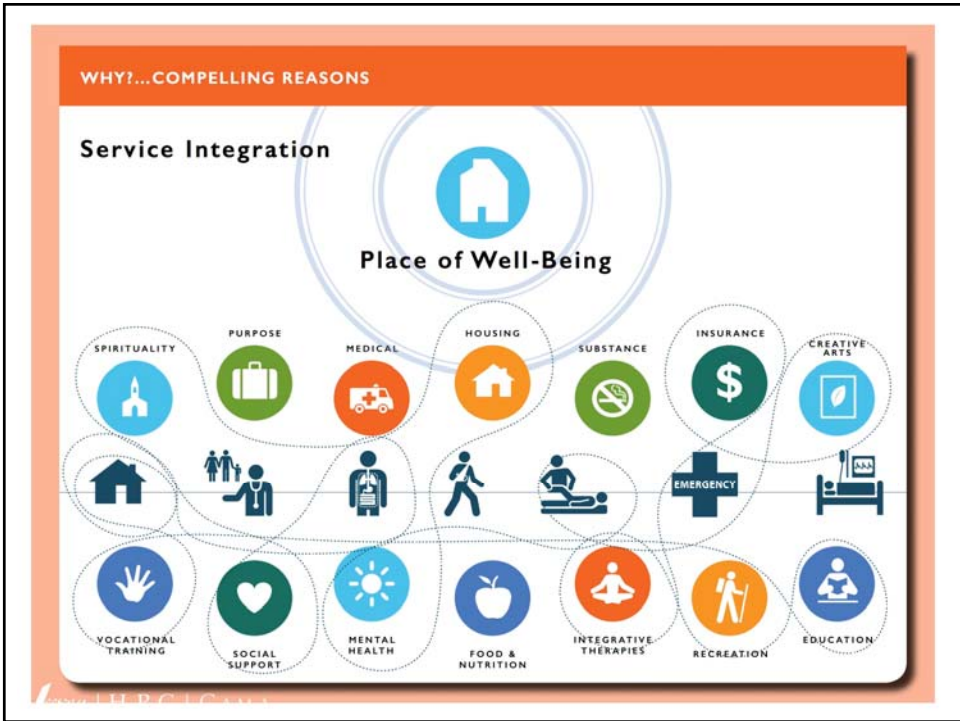 WHY?...COMPELLING REASONS
Service Integration
Place of Well-Being
SPIRITUALITY
PURPOSE
MEDICAL
HOUSING
SUBSTANCE
INSURANCE
CREATIVE
ARTS
$
EMERGENCY
VOCATIONAL
TRAINING
SOCIAL
SUPPORT
MENTAL
HEALTH
FOOD &
NUTRITION
INTEGRATIVE
THERAPIES
RECREATION
EDUCATION